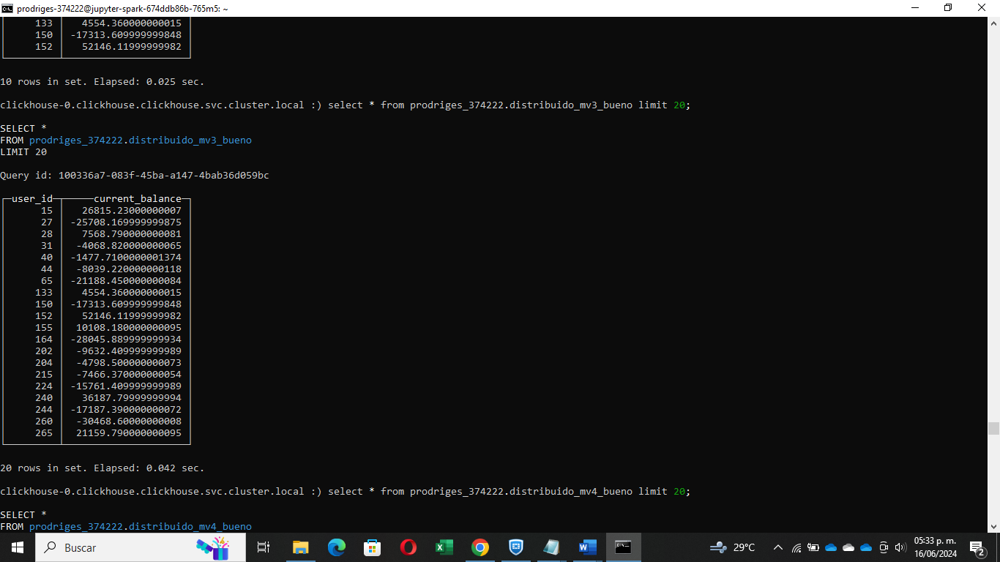 prodriges-374222@jupyter-spark-674ddb86b-765m5: ~
133 4554.360000000015
150 -17313.609999999848
152 52146.11999999982
10 rows in set. Elapsed: 0.025 sec.
clickhouse-0.clickhouse.clickhouse.svc.cluster.local :) select * from prodriges_374222.distribuido_mv3_bueno limit 20;
SELECT *
FROM prodriges_374222.distribuido_mv3_bueno
LIMIT 20
Query id: 100336a7-083f-45ba-a147-4bab36d059bc
user_id current_balance
15 26815.23000000007
27 -25708.169999999875
28 7568.790000000081
31 -4068.820000000065
40 -1477.7100000001374
44 -8039.220000000118
65 -21188.450000000084
133 4554.360000000015
150 -17313.609999999848
152 52146.11999999982
155 10108.180000000095
164 -28045.889999999934
202 -9632.409999999989
204 -4798.500000000073
215 -7466.370000000054
224 -15761.409999999989
240 36187.79999999994
244 -17187.390000000072
260 -30468.60000000008
265 21159.790000000095
20 rows in set. Elapsed: 0.042 sec.
clickhouse-0.clickhouse.clickhouse.svc.cluster.local :) select * from prodriges_374222.distribuido_mv4_bueno limit 20;
SELECT *
FROM prodriges_374222.distribuido_mv4_bueno
Buscar
29°C
05:33 p. m.
16/06/2024
2